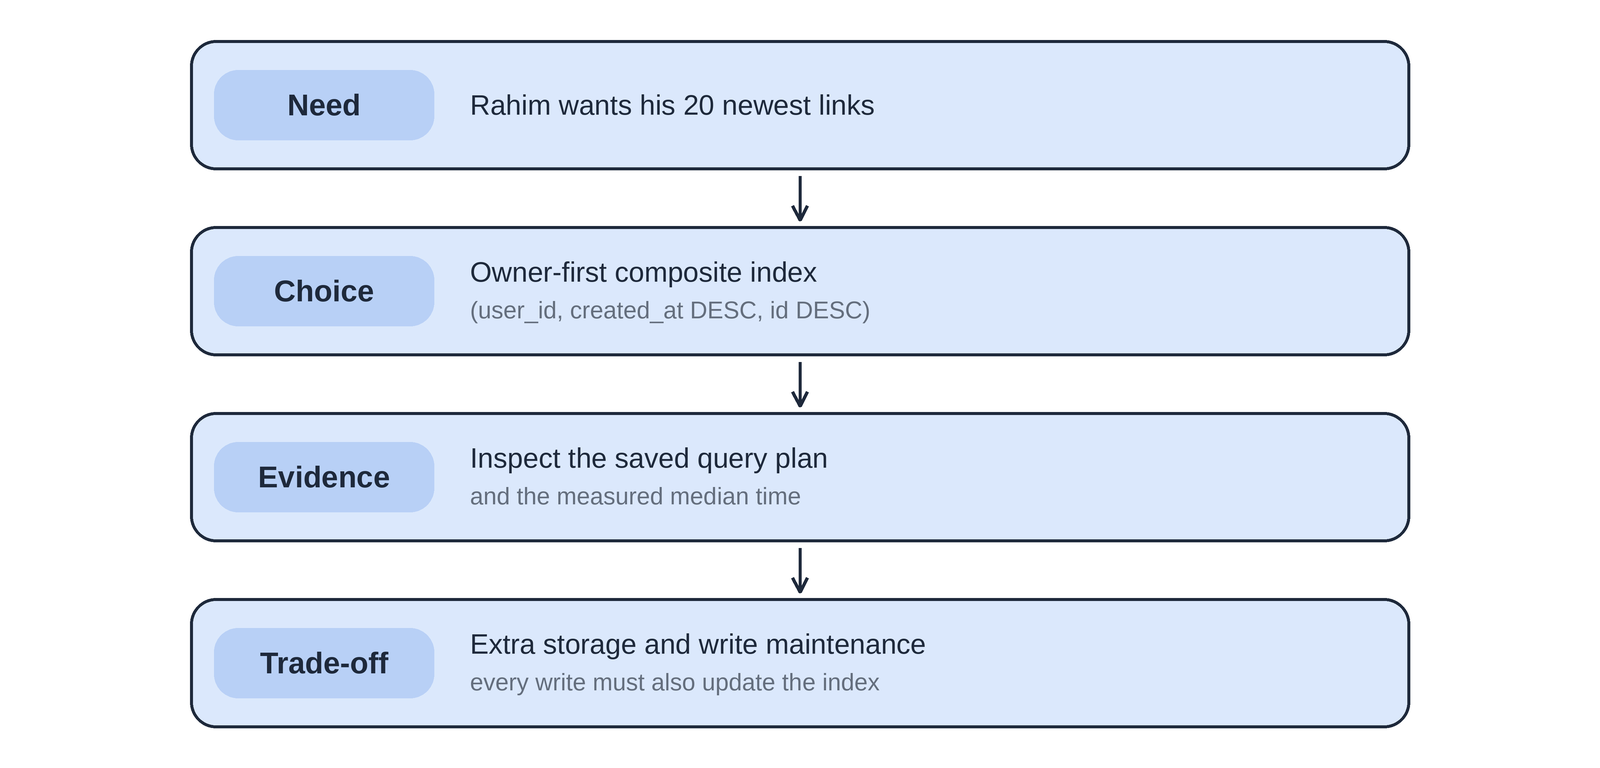 Need
Rahim wants his 20 newest links
Choice
Owner-first composite index
(user_id, created_at DESC, id DESC)
Evidence
Inspect the saved query plan
and the measured median time
Trade-off
Extra storage and write maintenance
every write must also update the index